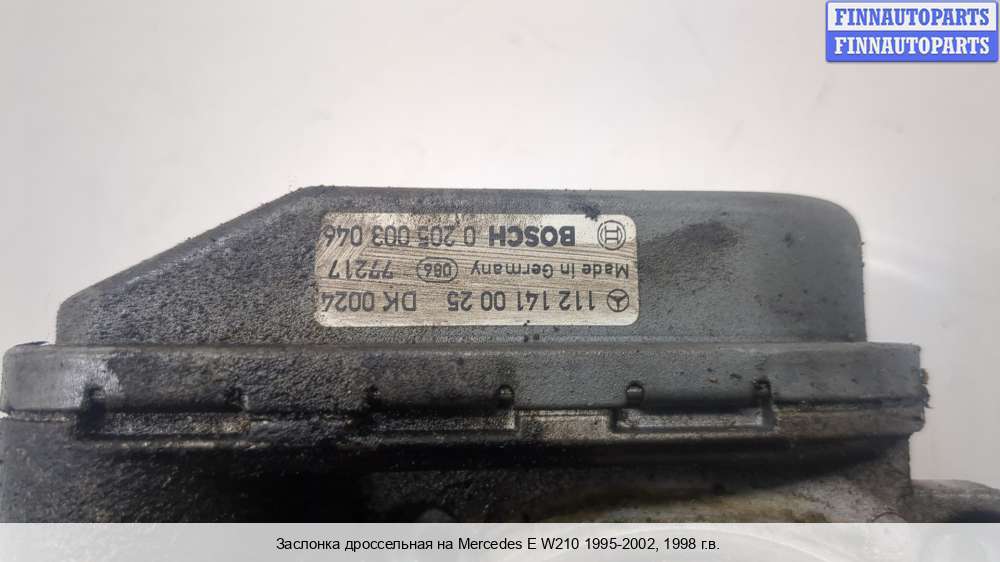 FINNAUTOPARTS
FINNAUTOPARTS
112 141 00 25 DK 0024
Made in Germany 086 77217
BOSCH 0 205 003 046
Заслонка дроссельная на Mercedes E W210 1995-2002, 1998 г.в.